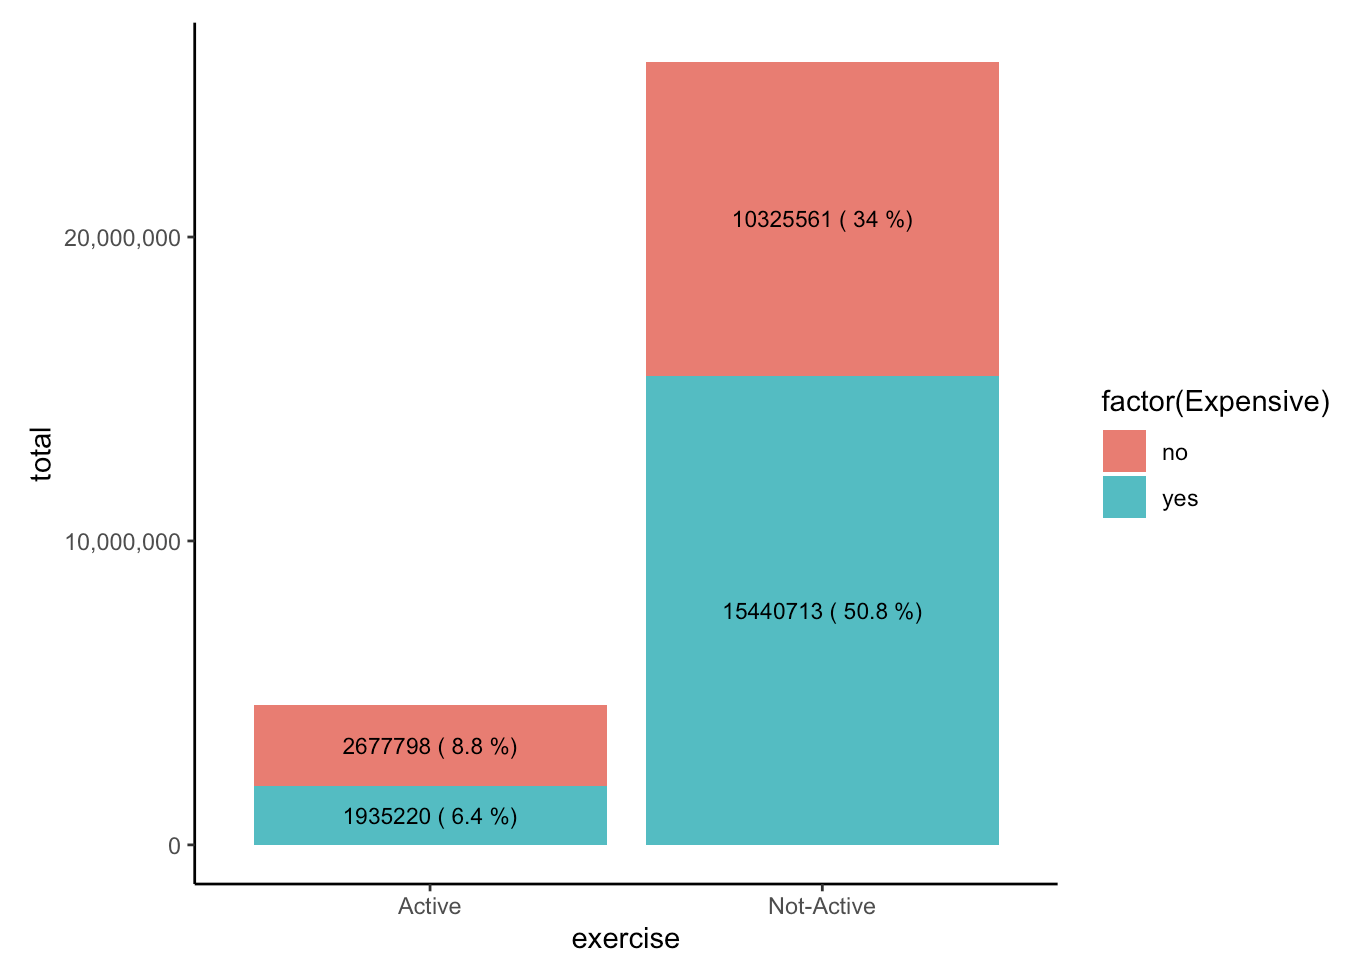 20,000,000
10,000,000
0
total
10325561 ( 34 %)
15440713 ( 50.8 %)
2677798 ( 8.8 %)
1935220 ( 6.4 %)
Active
Not-Active
exercise
factor(Expensive)
no
yes